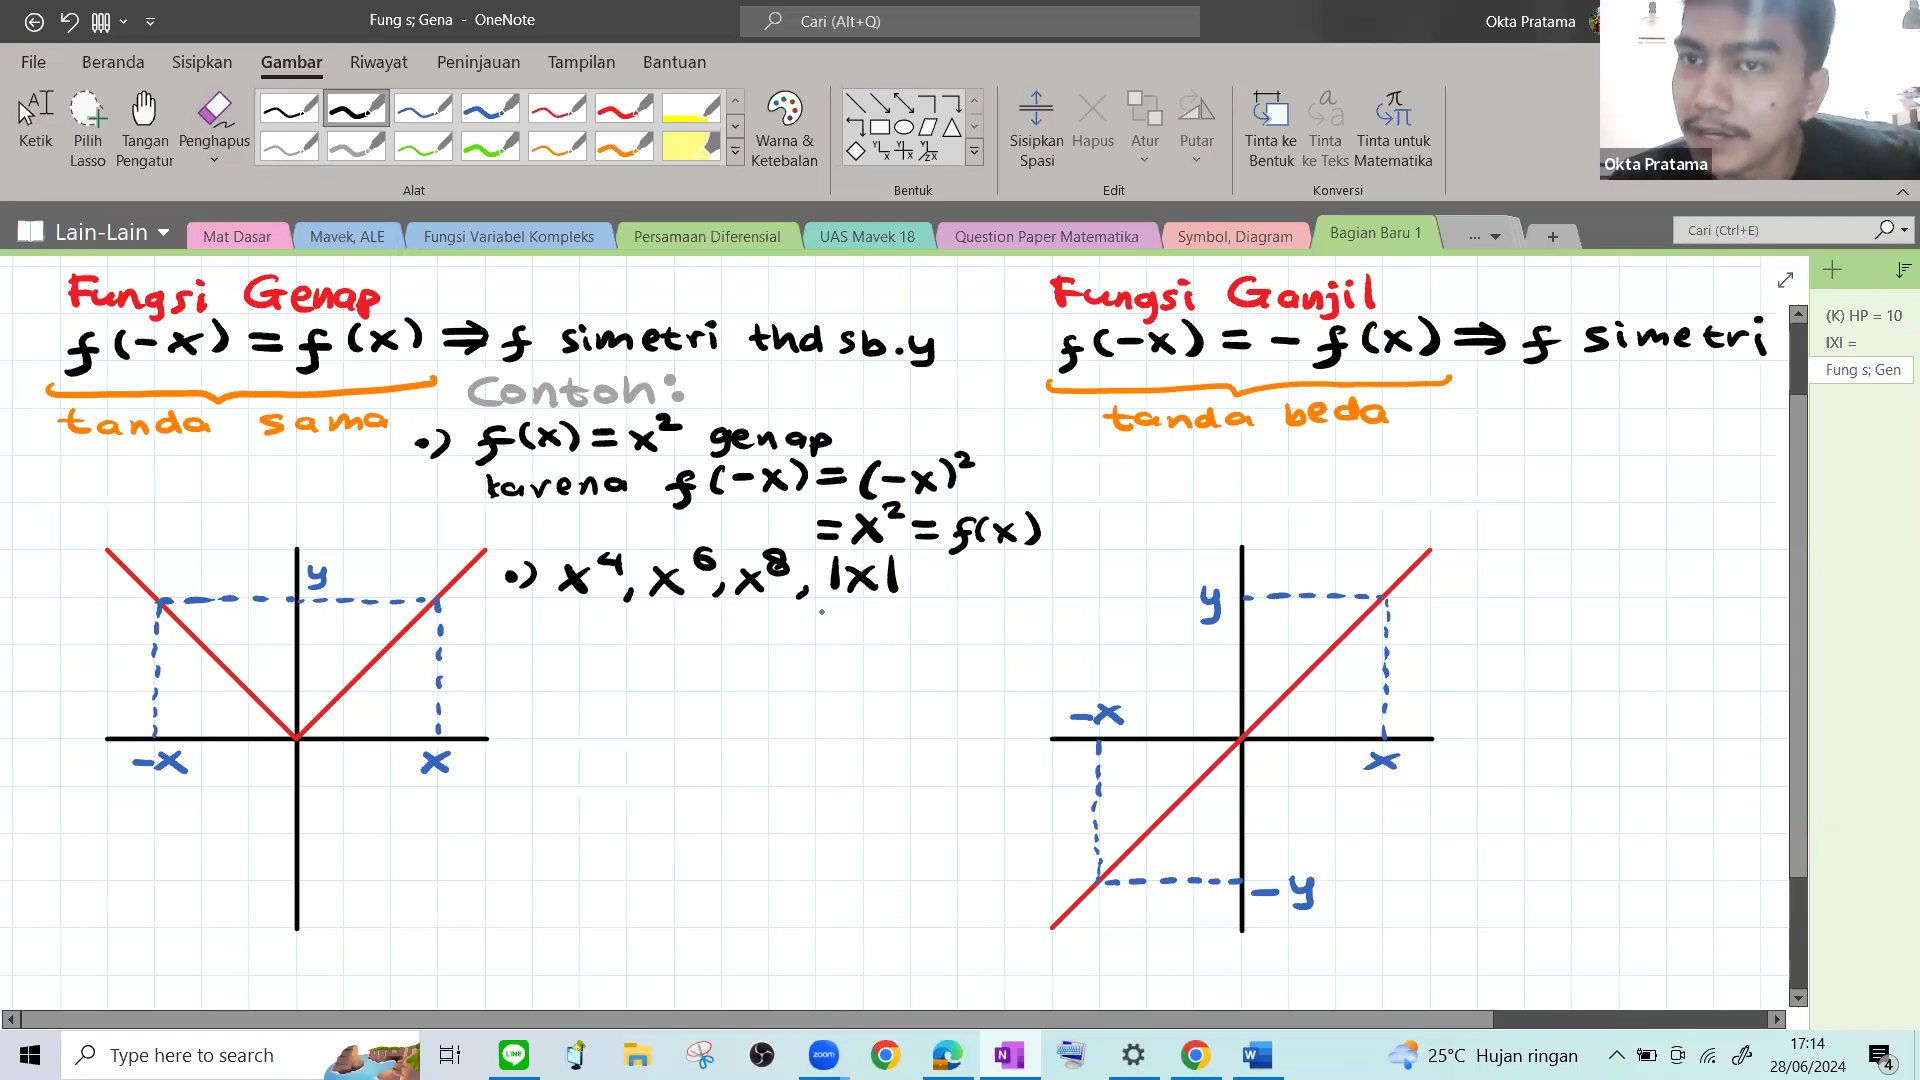 Fung s; Gena - OneNote
Cari (Alt+Q)
Okta Pratama
File Beranda Sisipkan Gambar Riwayat Peninjauan Tampilan Bantuan
Ketik
Pilih Lasso
Tangan Pengatur
Penghapus
Warna & Ketebalan
Sisipkan Spasi
Hapus
Atur
Putar
Tinta ke Bentuk
Tinta ke Teks
Tinta untuk Matematika
Okta Pratama
Alat
Bentuk
Edit
Konversi
Lain-Lain
Mat Dasar
Mavek, ALE
Fungsi Variabel Kompleks
Persamaan Diferensial
UAS Mavek 18
Question Paper Matematika
Symbol, Diagram
Bagian Baru 1
...
Cari (Ctrl+E)
Fungsi Genap
f(-x) = f(x) ⇒ f simetri thd sb.y
tanda sama
Contoh:
•) f(x) = x² genap
karena f(-x) = (-x)²
= x² = f(x)
•) x⁴, x⁶, x⁸, |x|
y
-x
x
Fungsi Ganjil
f(-x) = - f(x) ⇒ f simetri
tanda beda
y
-x
x
-y
(K) HP = 10
IXI =
Fung s; Gen
Type here to search
zoom
25°C Hujan ringan
17:14
28/06/2024
4